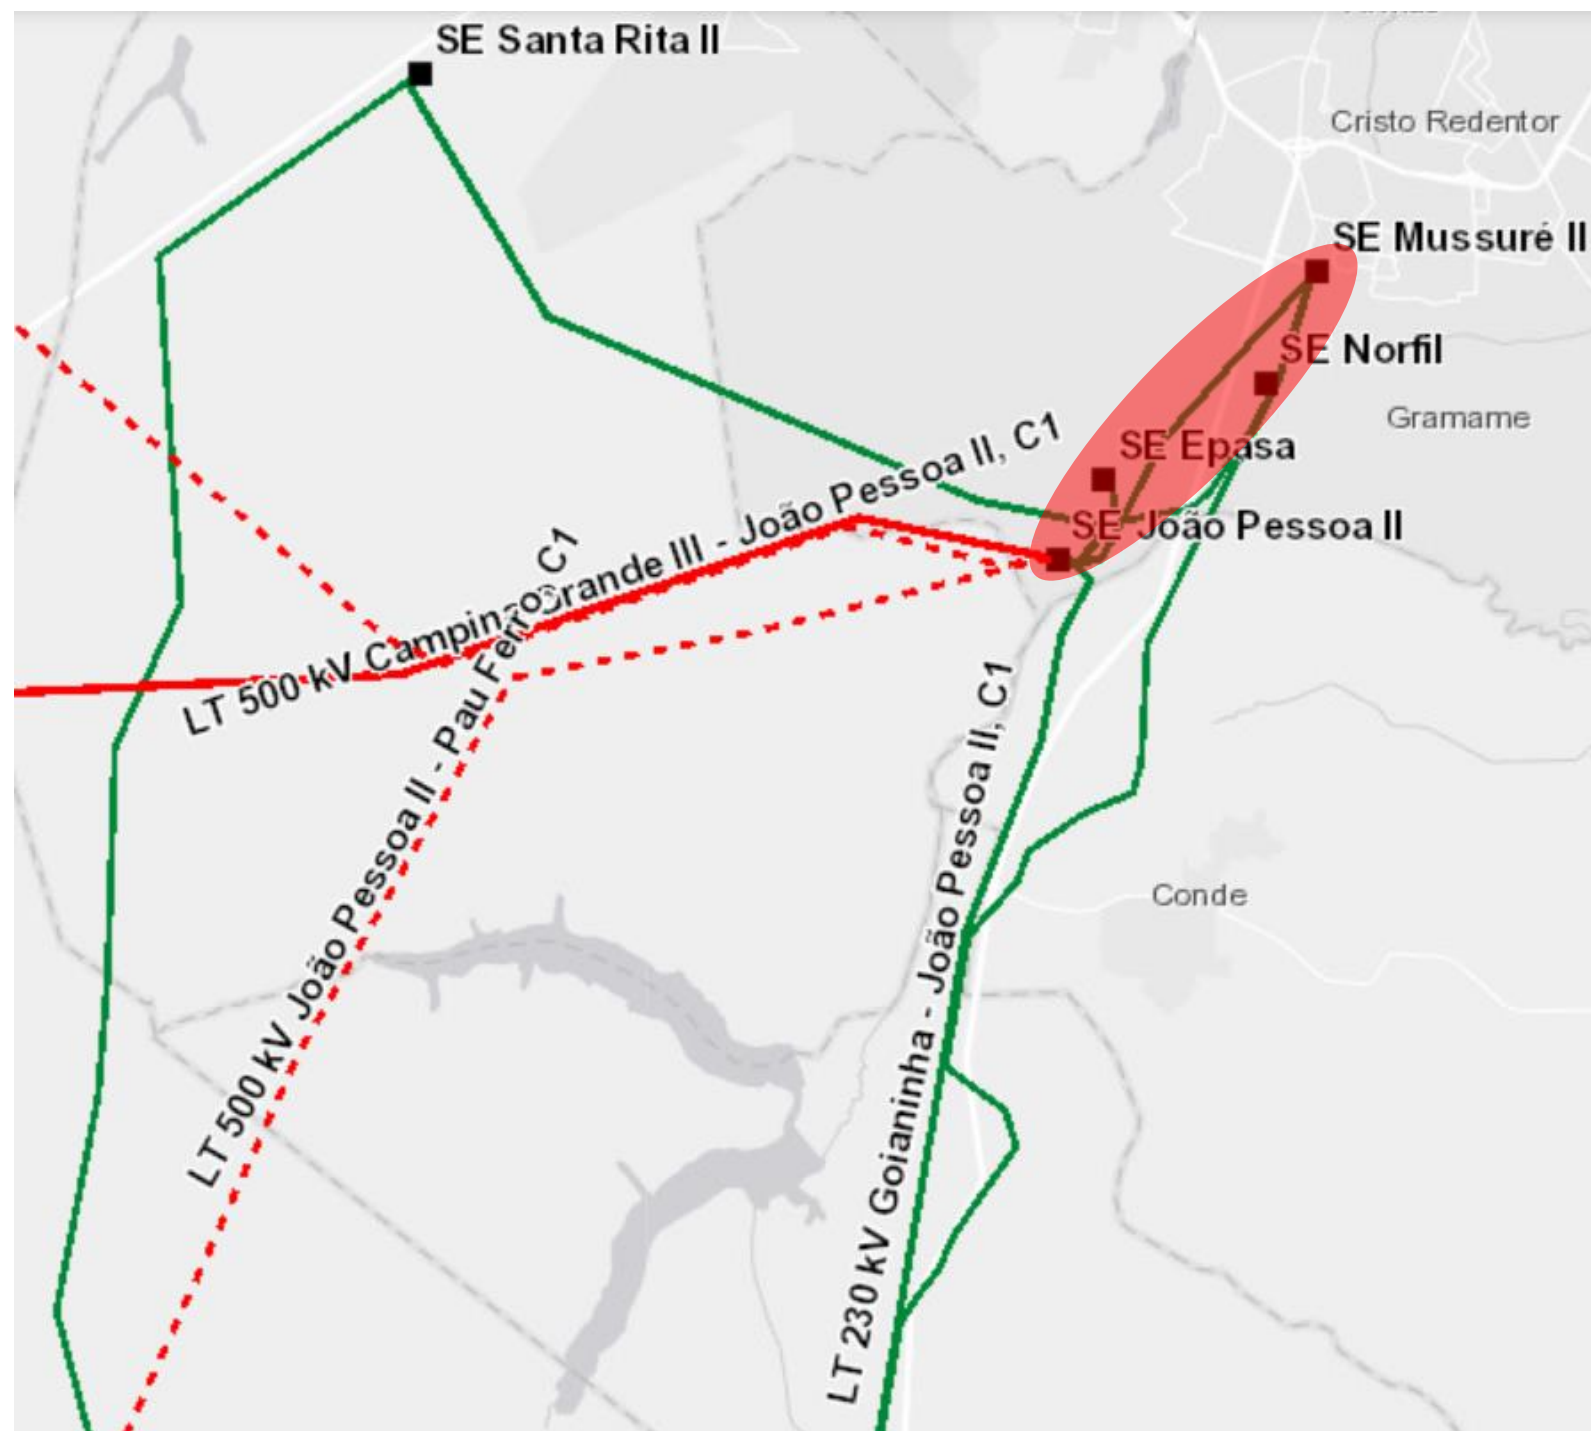 SE Santa Rita II
Cristo Redentor
SE Mussuré II
SE Norfil
Gramame
SE Epasa
SE João Pessoa II
LT 500 kV Campina Grande III - João Pessoa II, C1
LT 500 kV João Pessoa II - Pau Ferro, C1
LT 230 kV Goianinha - João Pessoa II, C1
Conde